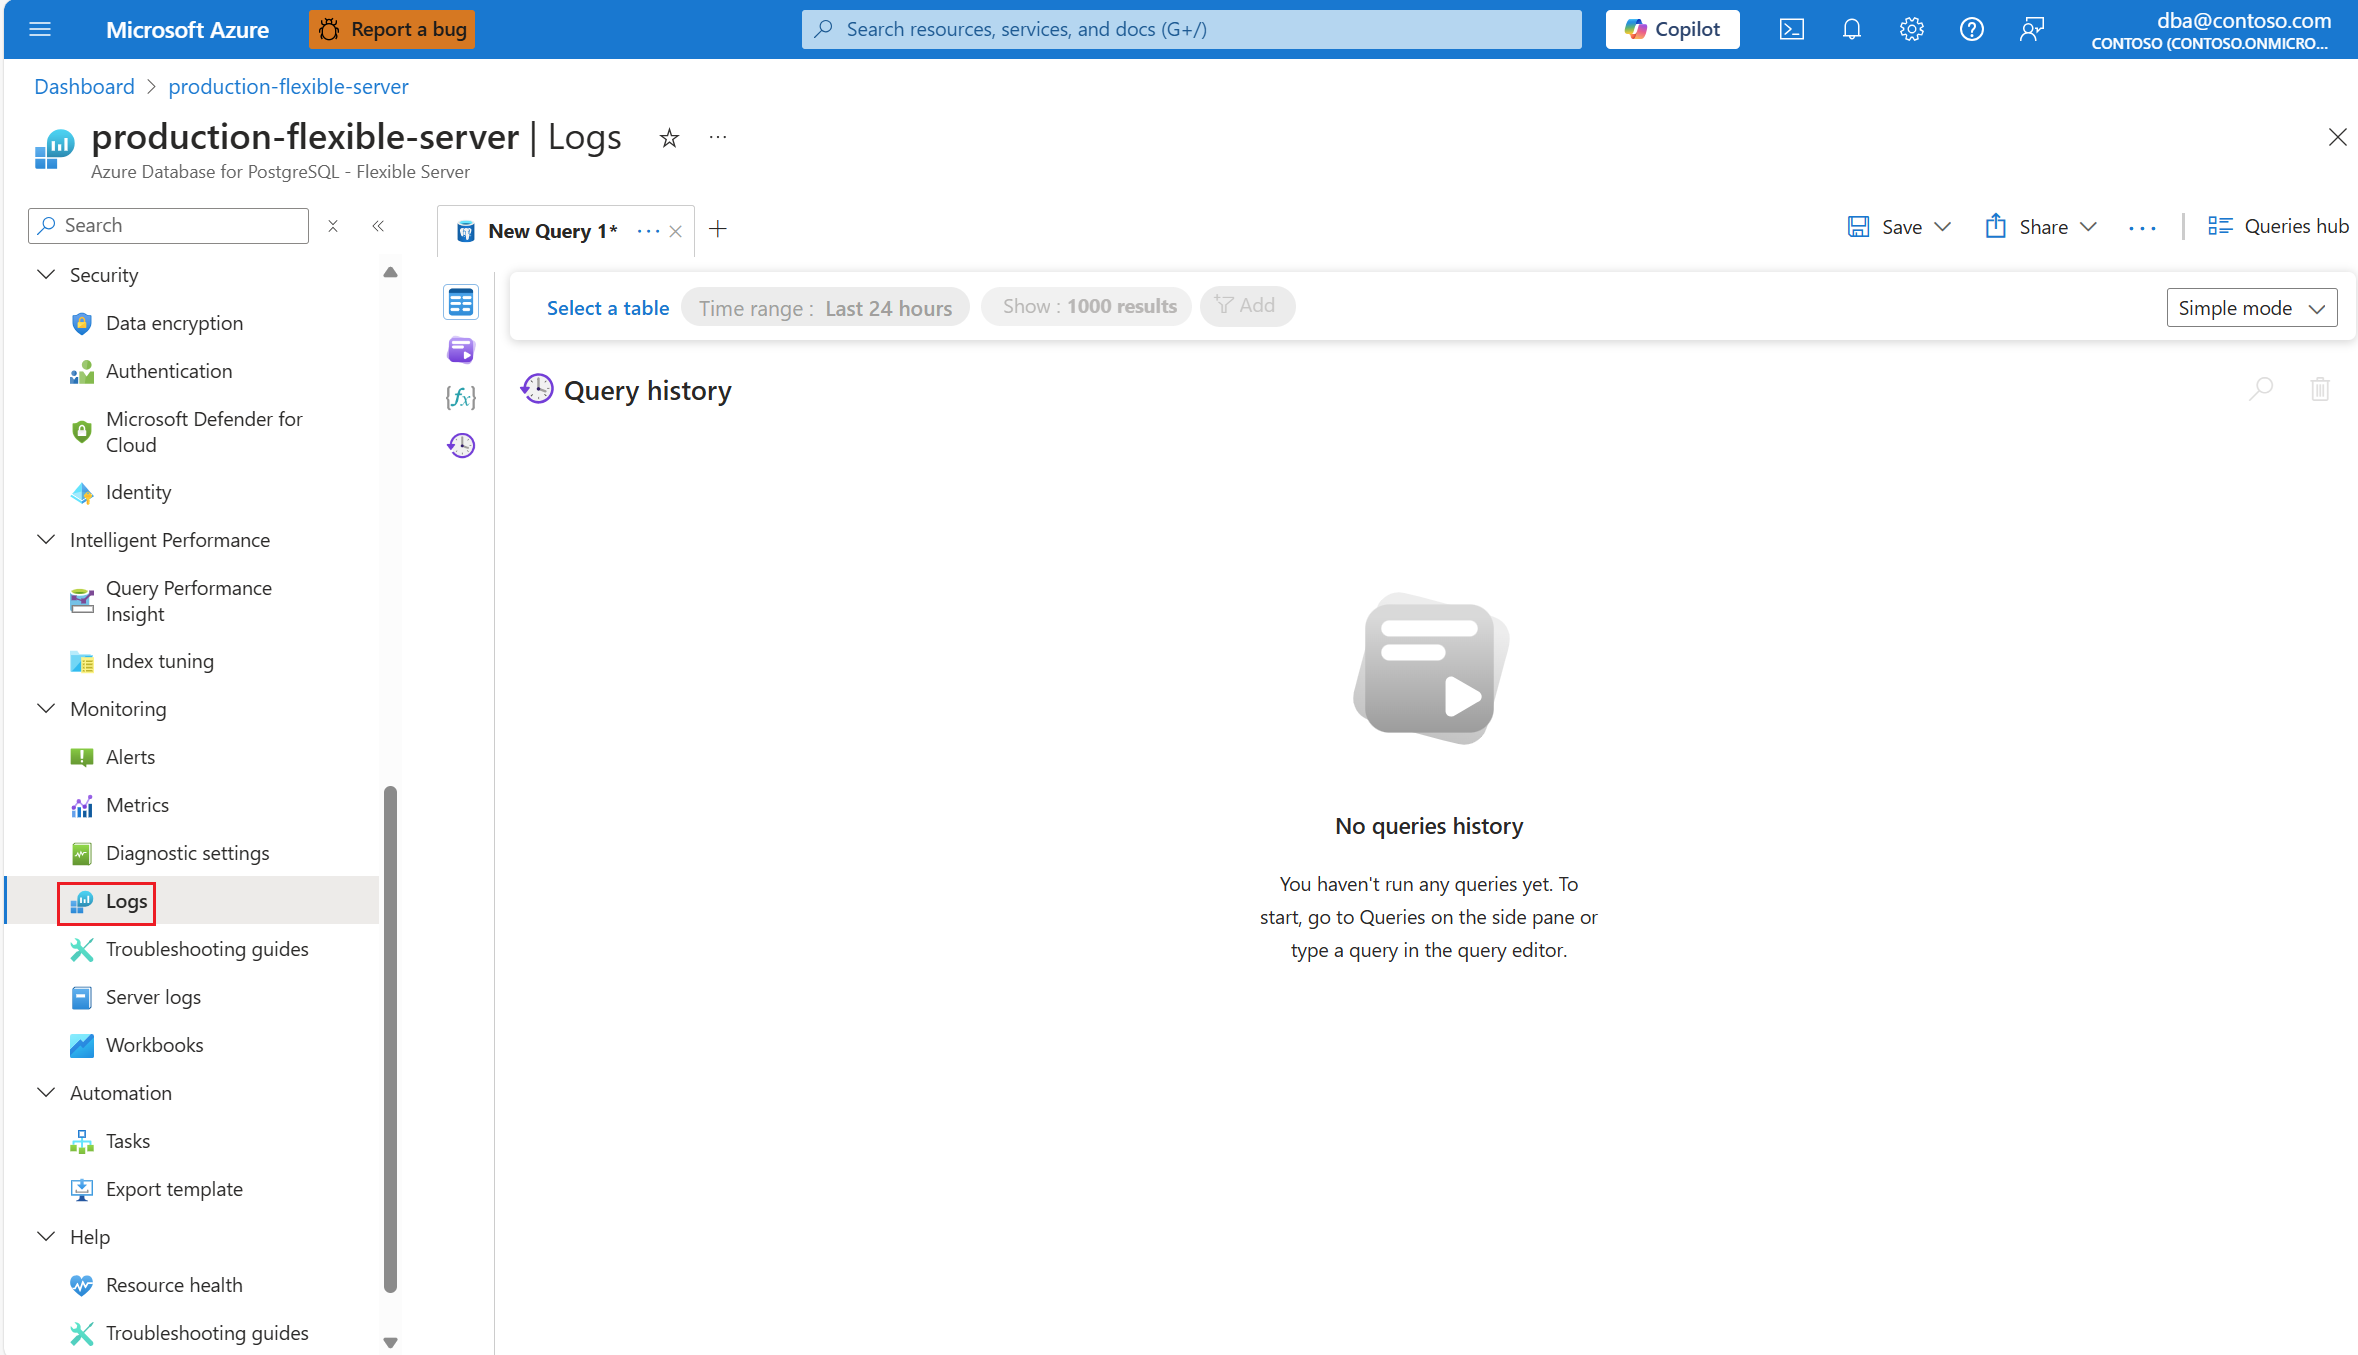 Microsoft Azure
Report a bug
Search resources, services, and docs (G+/)
Copilot
dba@contoso.com
CONTOSO (CONTOSO.ONMICRO...
Dashboard > production-flexible-server
production-flexible-server | Logs
Azure Database for PostgreSQL - Flexible Server
Search
Security
Data encryption
Authentication
Microsoft Defender for
Cloud
Identity
Intelligent Performance
Query Performance
Insight
Index tuning
Monitoring
Alerts
Metrics
Diagnostic settings
Logs
Troubleshooting guides
Server logs
Workbooks
Automation
Tasks
Export template
Help
Resource health
Troubleshooting guides
New Query 1*
Save
Share
Queries hub
Select a table
Time range : Last 24 hours
Show : 1000 results
Add
Simple mode
{fx}
Query history
No queries history
You haven't run any queries yet. To
start, go to Queries on the side pane or
type a query in the query editor.